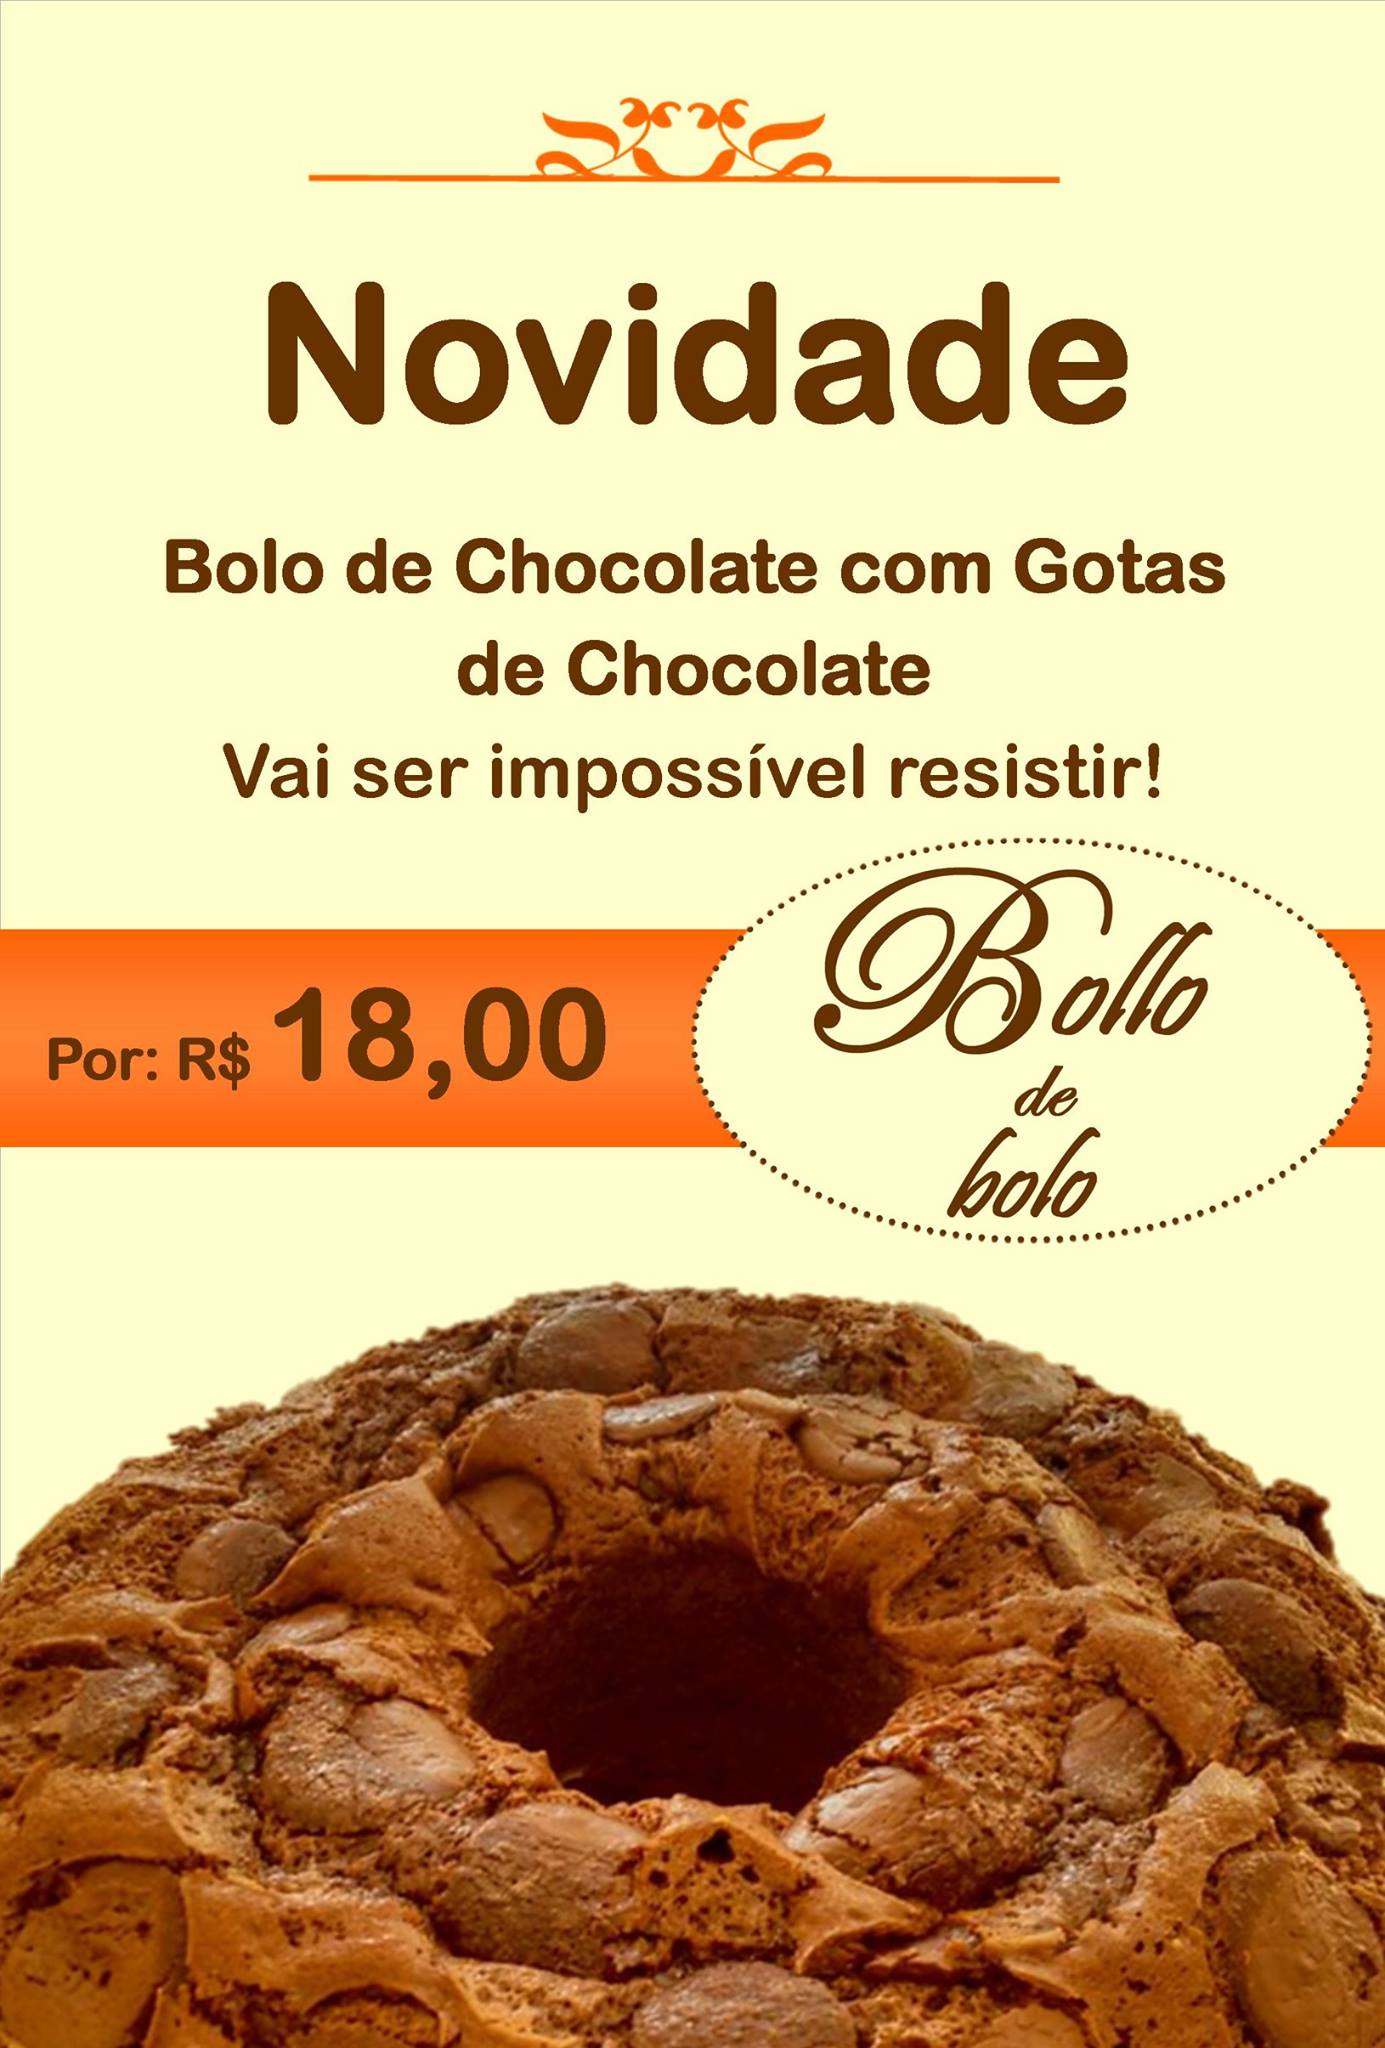 Novidade
Bolo de Chocolate com Gotas
de Chocolate
Vai ser impossível resistir!
Por: R$ 18,00
Bollo
de
bolo